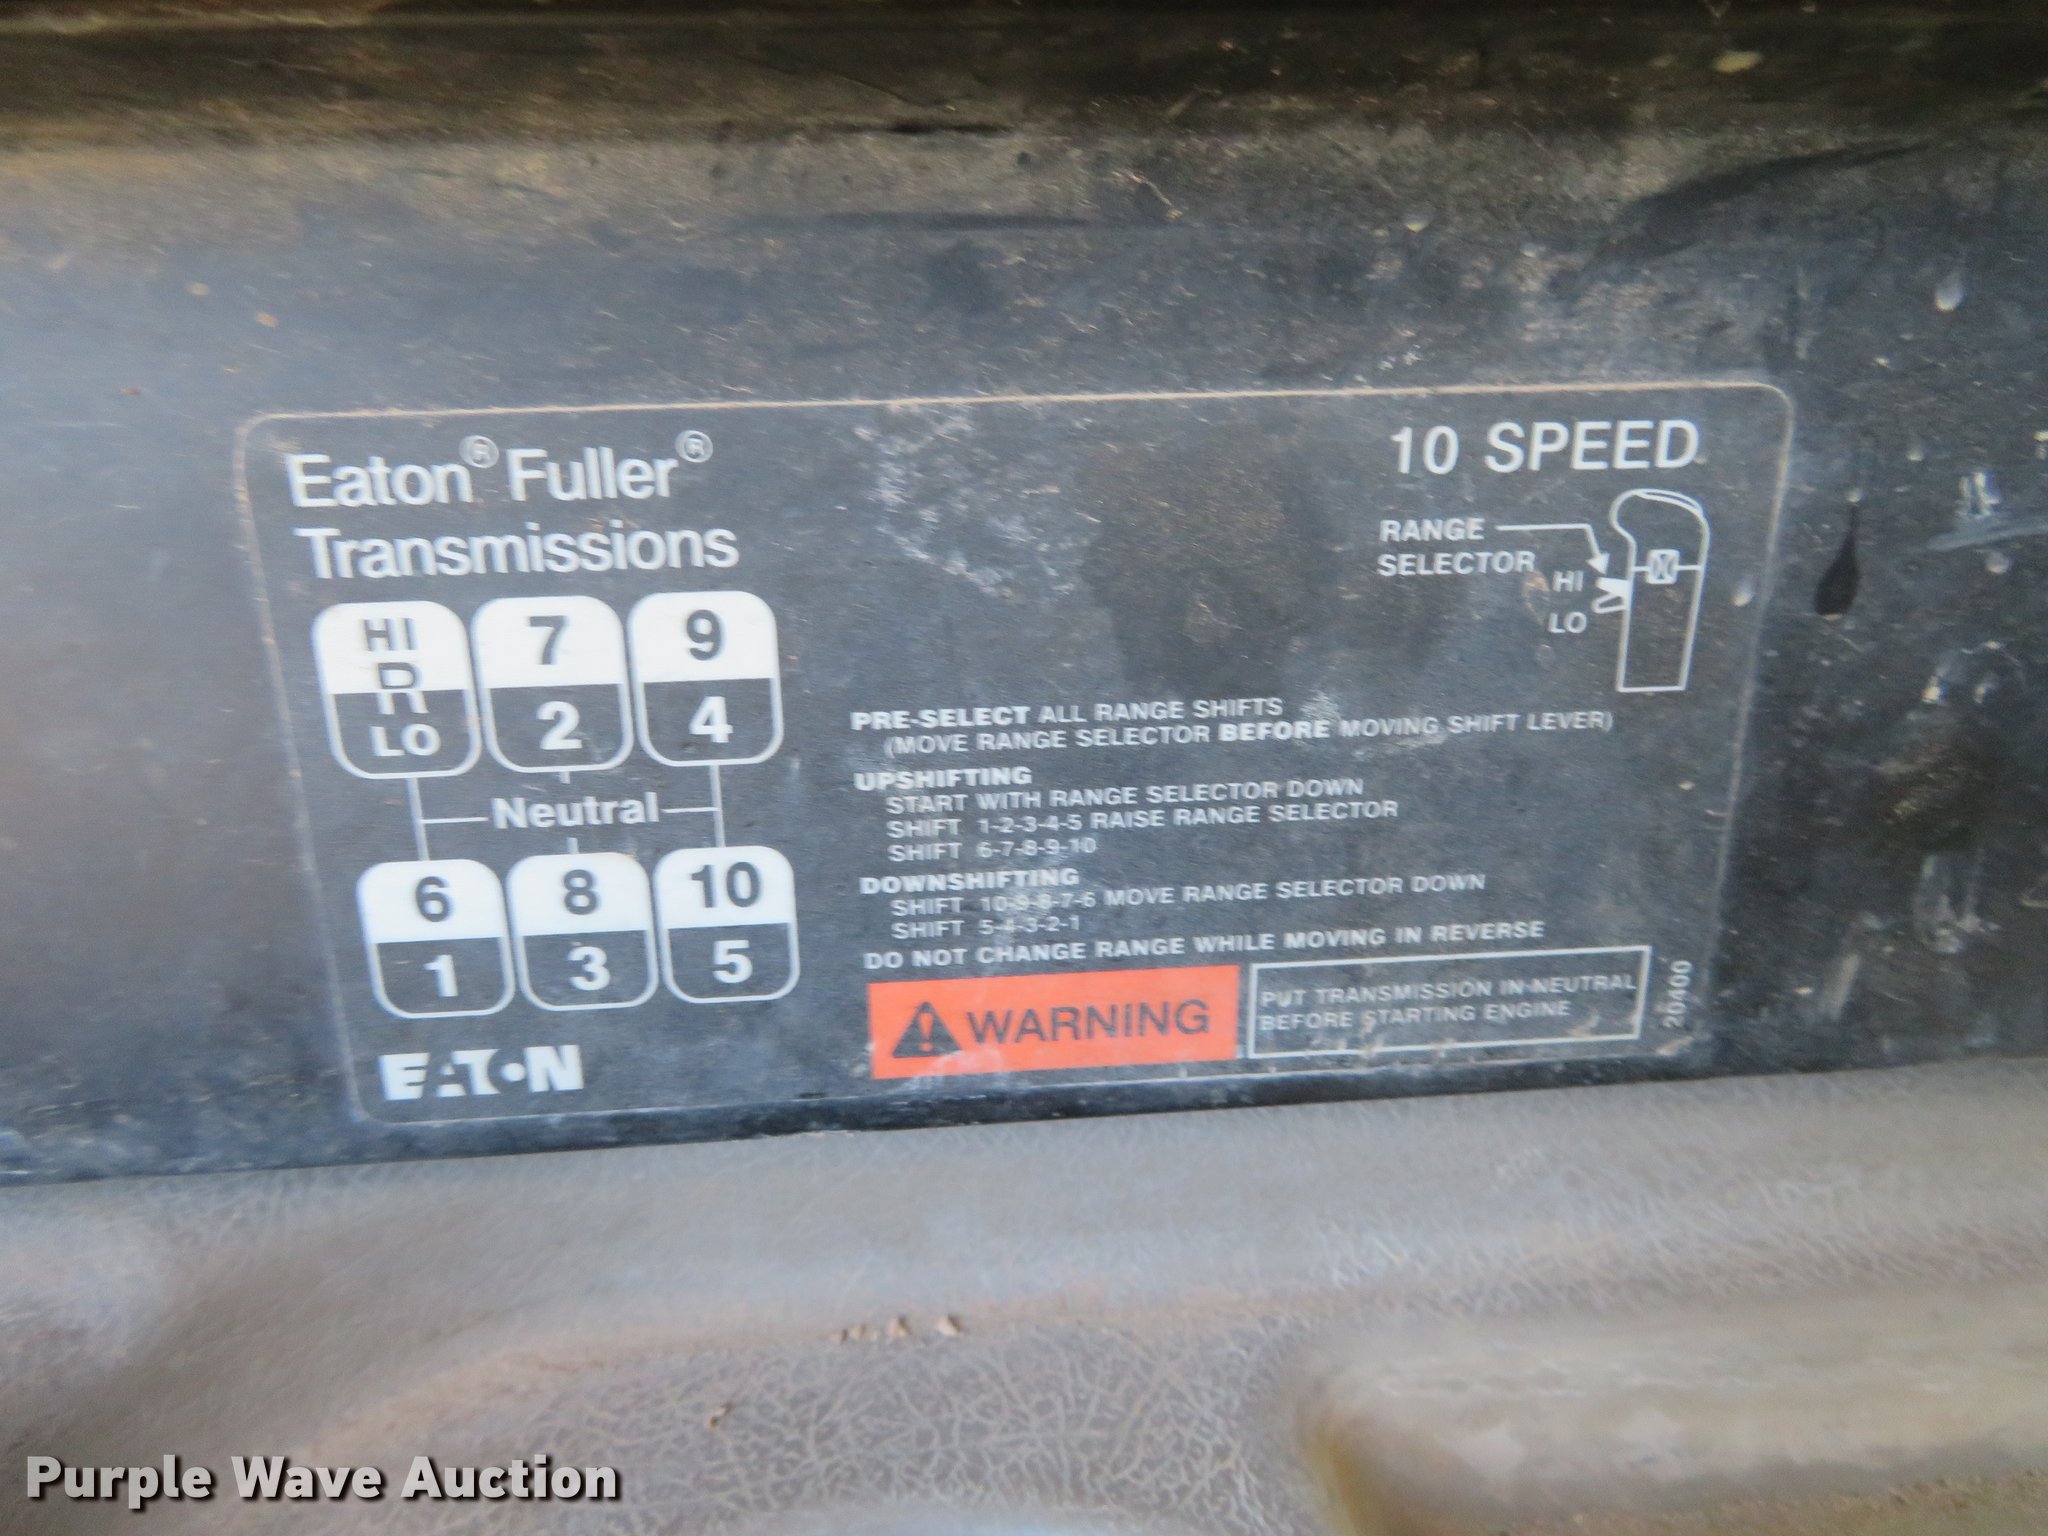 Eaton® Fuller®
Transmissions
10 SPEED
RANGE
SELECTOR
HI
LO
HI
R
LO
7
2
9
4
Neutral
6
1
8
3
10
5
EATON
PRE-SELECT ALL RANGE SHIFTS
(MOVE RANGE SELECTOR BEFORE MOVING SHIFT LEVER)
UPSHIFTING
START WITH RANGE SELECTOR DOWN
SHIFT 1-2-3-4-5 RAISE RANGE SELECTOR
SHIFT 6-7-8-9-10
DOWNSHIFTING
SHIFT 10-9-8-7-6 MOVE RANGE SELECTOR DOWN
SHIFT 5-4-3-2-1
DO NOT CHANGE RANGE WHILE MOVING IN REVERSE
WARNING
PUT TRANSMISSION IN NEUTRAL
BEFORE STARTING ENGINE
20400
Purple Wave Auction